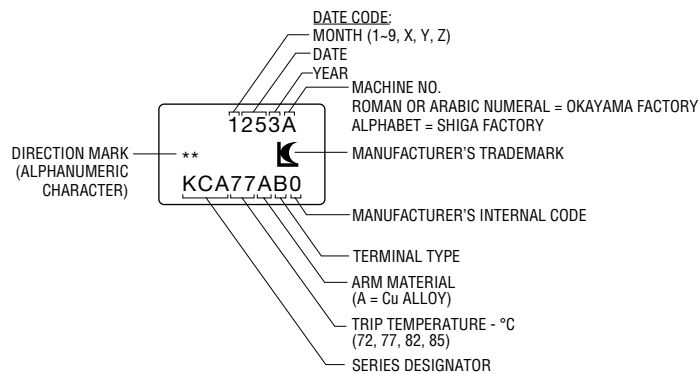 DATE CODE:
MONTH (1~9, X, Y, Z)
DATE
YEAR
MACHINE NO.
ROMAN OR ARABIC NUMERAL = OKAYAMA FACTORY
ALPHABET = SHIGA FACTORY
1253A
DIRECTION MARK
(ALPHANUMERIC
CHARACTER)
**
MANUFACTURER'S TRADEMARK
KCA77AB0
MANUFACTURER'S INTERNAL CODE
TERMINAL TYPE
ARM MATERIAL
(A = Cu ALLOY)
TRIP TEMPERATURE - °C
(72, 77, 82, 85)
SERIES DESIGNATOR